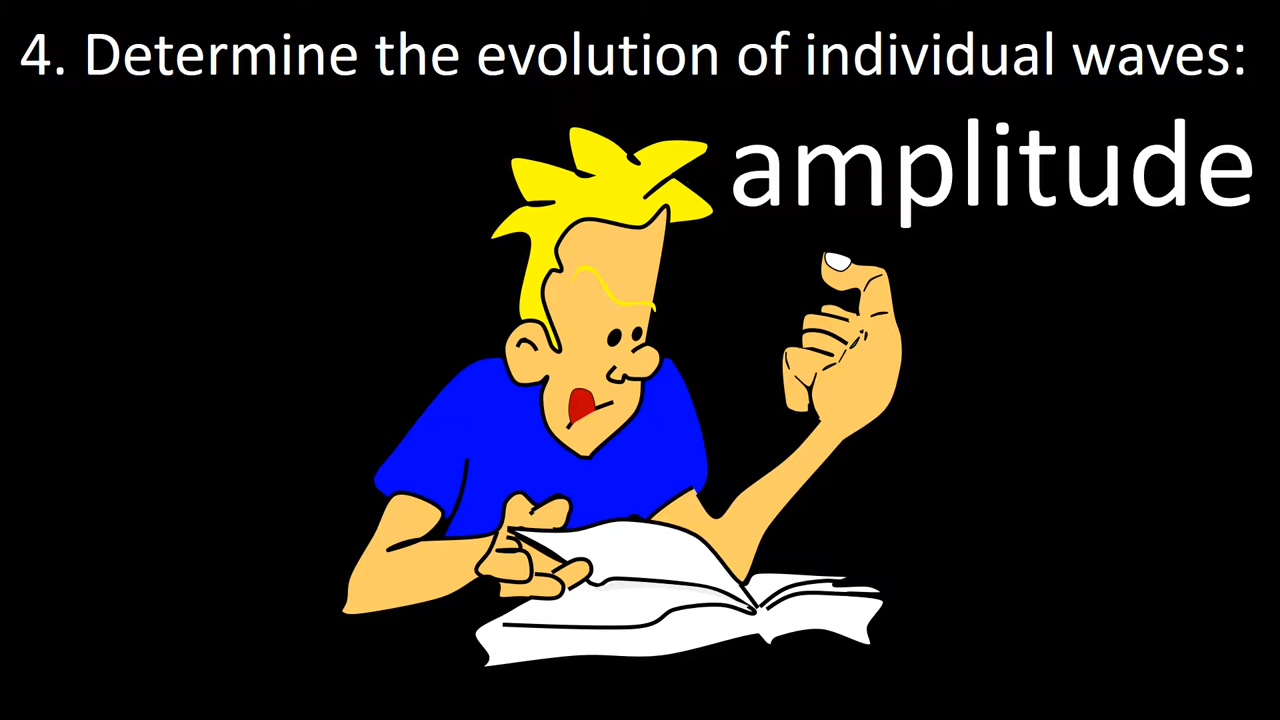 4. Determine the evolution of individual waves:
amplitude